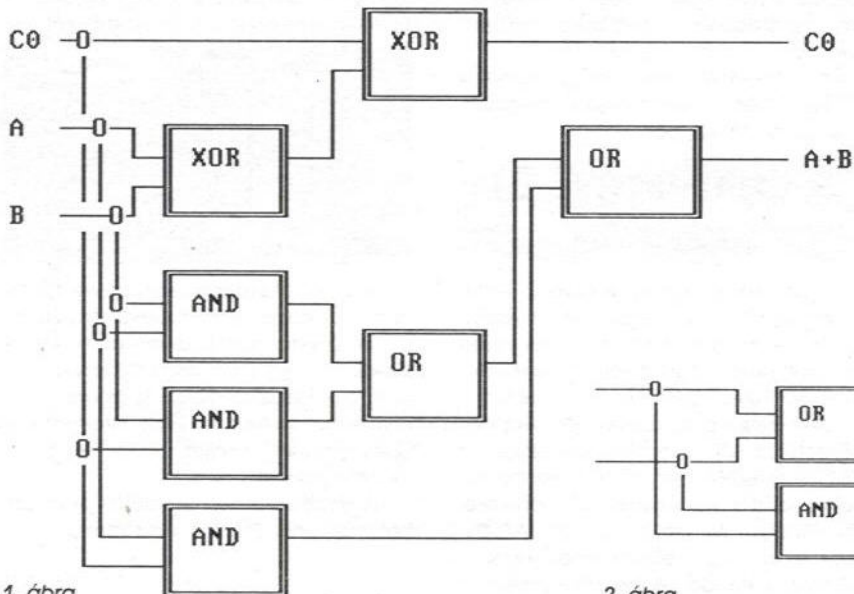 C0
XOR
C0
A
XOR
OR
A+B
B
AND
OR
AND
OR
AND
AND
1. ábra
2. ábra